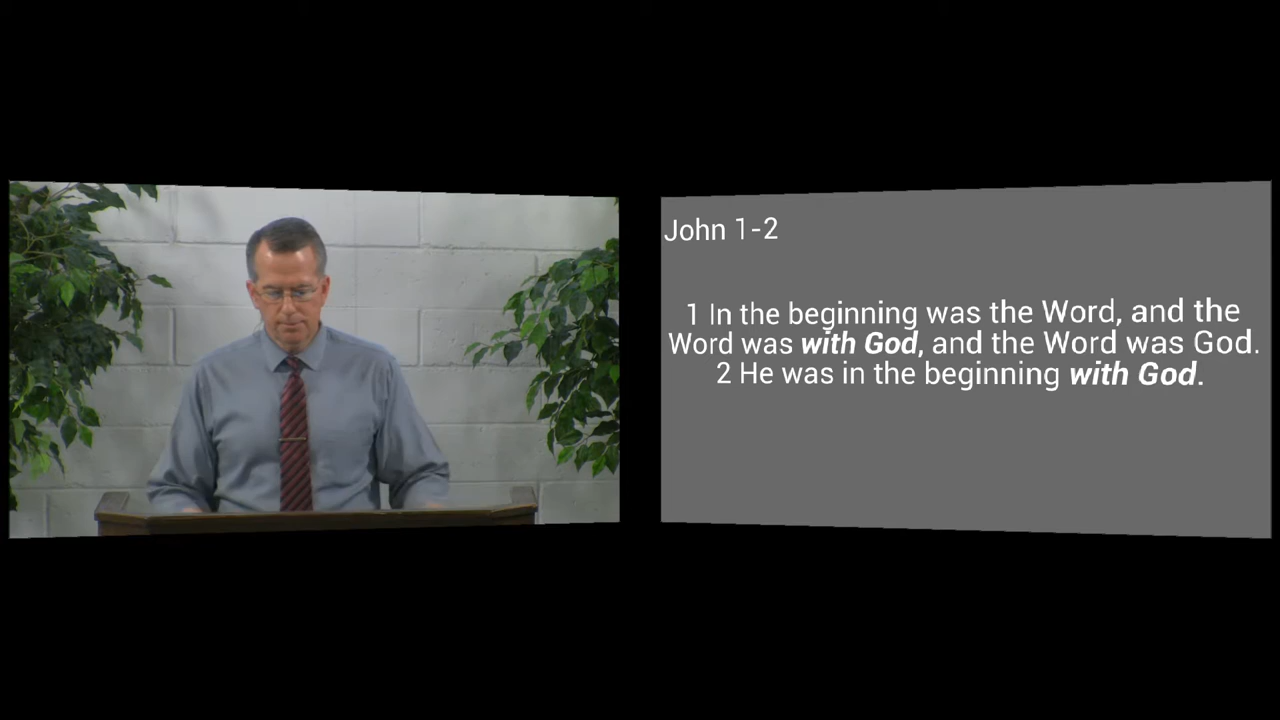 John 1-2
1 In the beginning was the Word, and the
Word was with God, and the Word was God.
2 He was in the beginning with God.